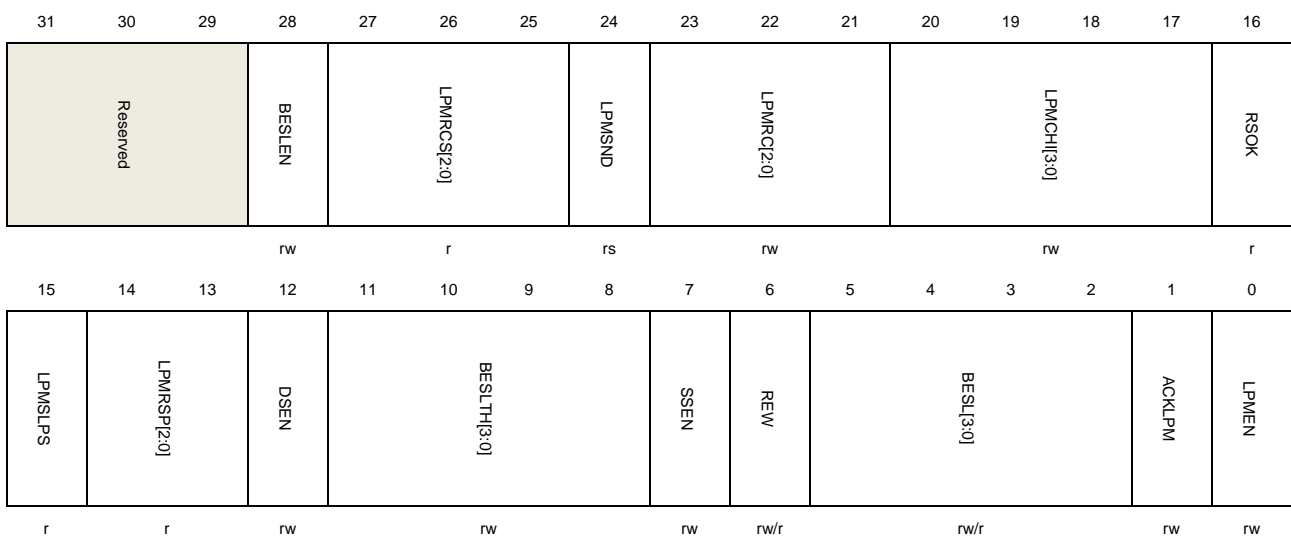 31 30 29 28 27 26 25 24 23 22 21 20 19 18 17 16
Reserved BESLEN LPMRCS[2:0] LPMSND LPMRC[2:0] LPMCHI[3:0] RSOK
rw r rs rw rw r
15 14 13 12 11 10 9 8 7 6 5 4 3 2 1 0
LPMSLPS LPMRSP[2:0] DSEN BESLTH[3:0] SSEN REW BESL[3:0] ACKLPM LPMEN
r r rw rw rw rw/r rw/r rw rw